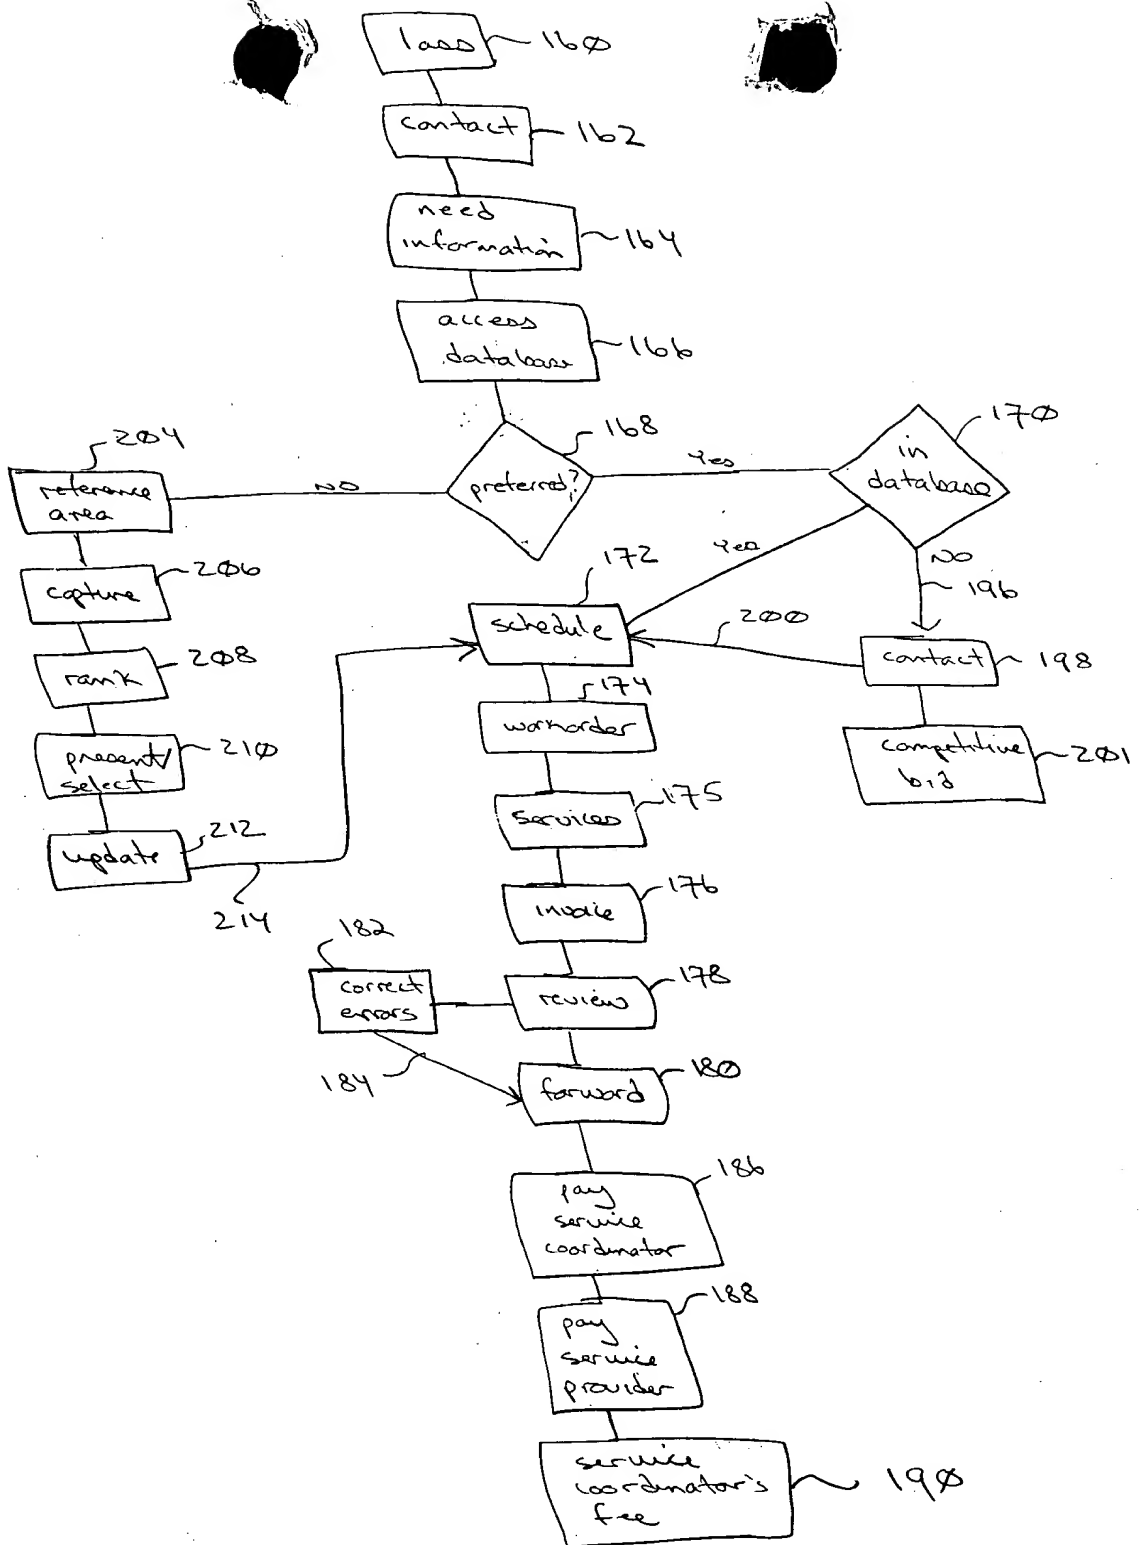 loss
160
contact
162
need
information
164
access
database
166
168
preferred?
Yes
NO
170
in
database
Yes
NO
196
204
reference
area
206
capture
208
rank
present/
select
210
update
212
214
172
schedule
200
contact
198
competitive
bid
201
174
workorder
services
175
invoice
176
review
178
182
correct
errors
184
forward
180
186
pay
service
coordinator
188
pay
service
provider
service
coordinator's
fee
190